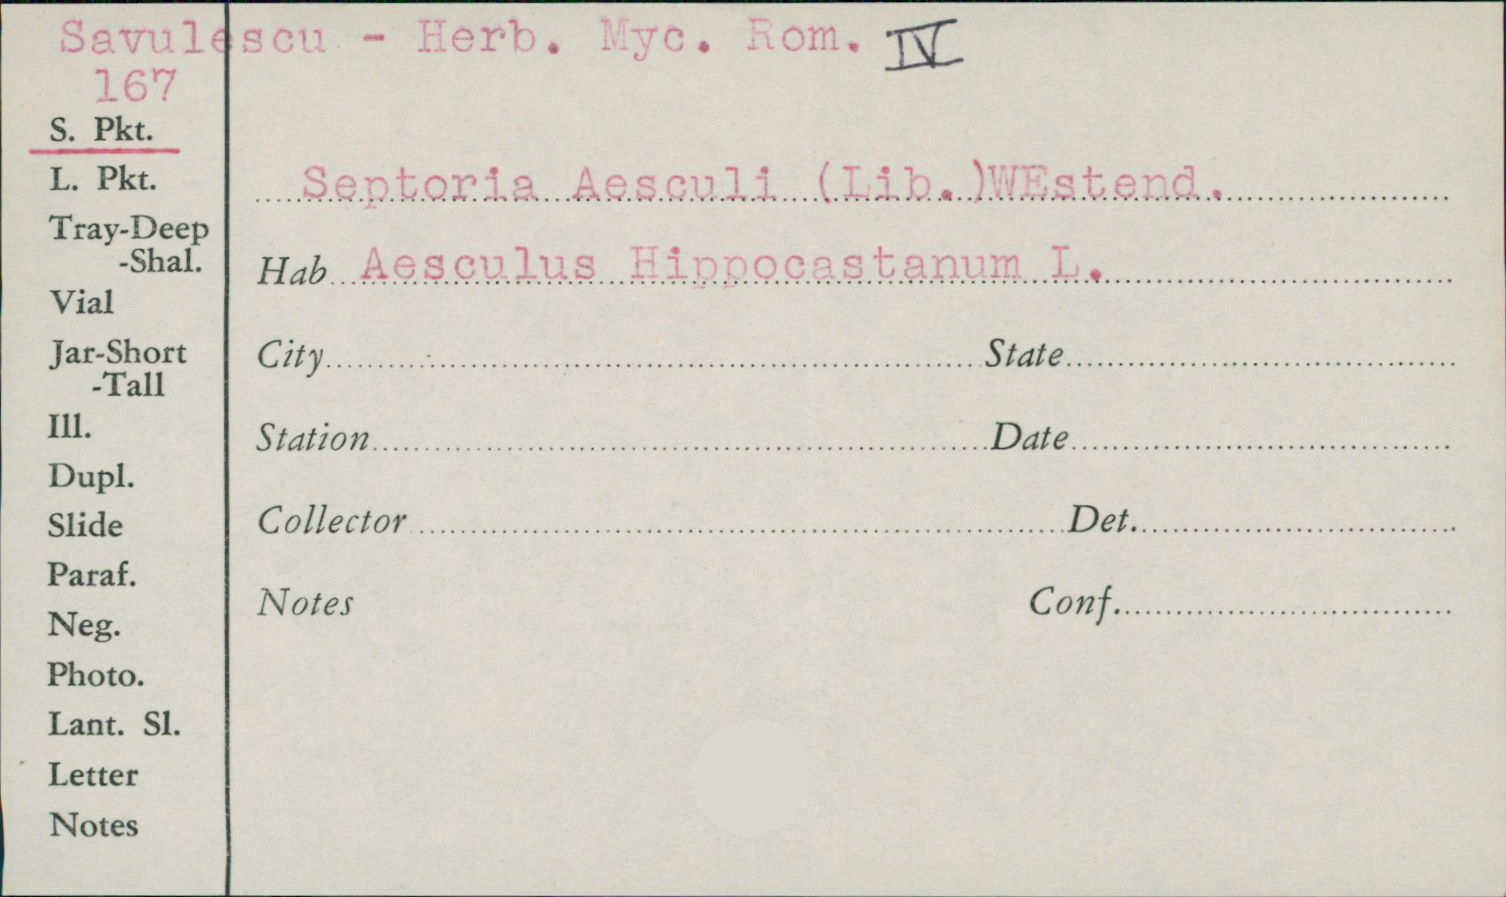 Savulescu - Herb. Myc. Rom. IV
167
S. Pkt.
L. Pkt.
Septoria Aesculi (Lib.)WEstend.
Tray-Deep
-Shal.
Hab Aesculus Hippocastanum L.
Vial
Jar-Short
-Tall
City State
Ill.
Station Date
Dupl.
Slide
Collector Det.
Paraf.
Neg.
Notes Conf.
Photo.
Lant. Sl.
Letter
Notes